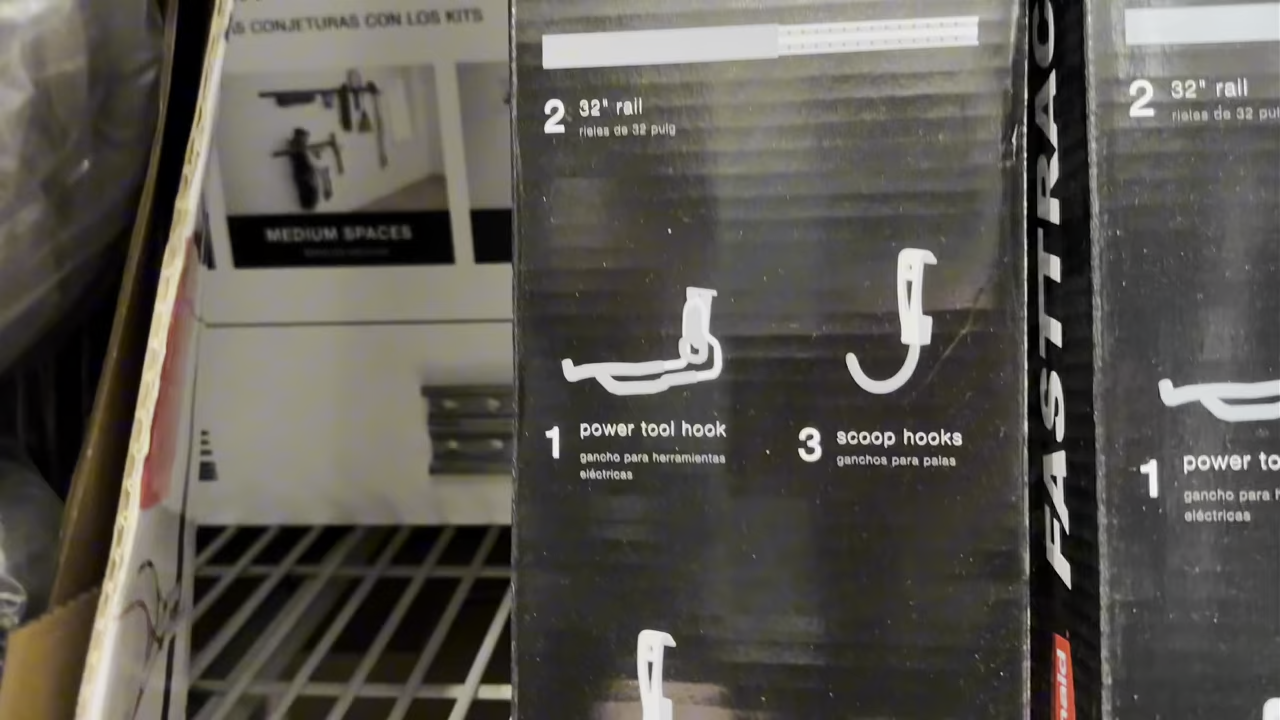 CONJETURAS CON LOS KITS
MEDIUM SPACES
2 32" rail
rieles de 32 pulg
1 power tool hook
gancho para herramientas
eléctricas
3 scoop hooks
ganchos para palas
FASTTRAC
2 32" rail
rieles de 32
1 power
gancho para
eléctricas